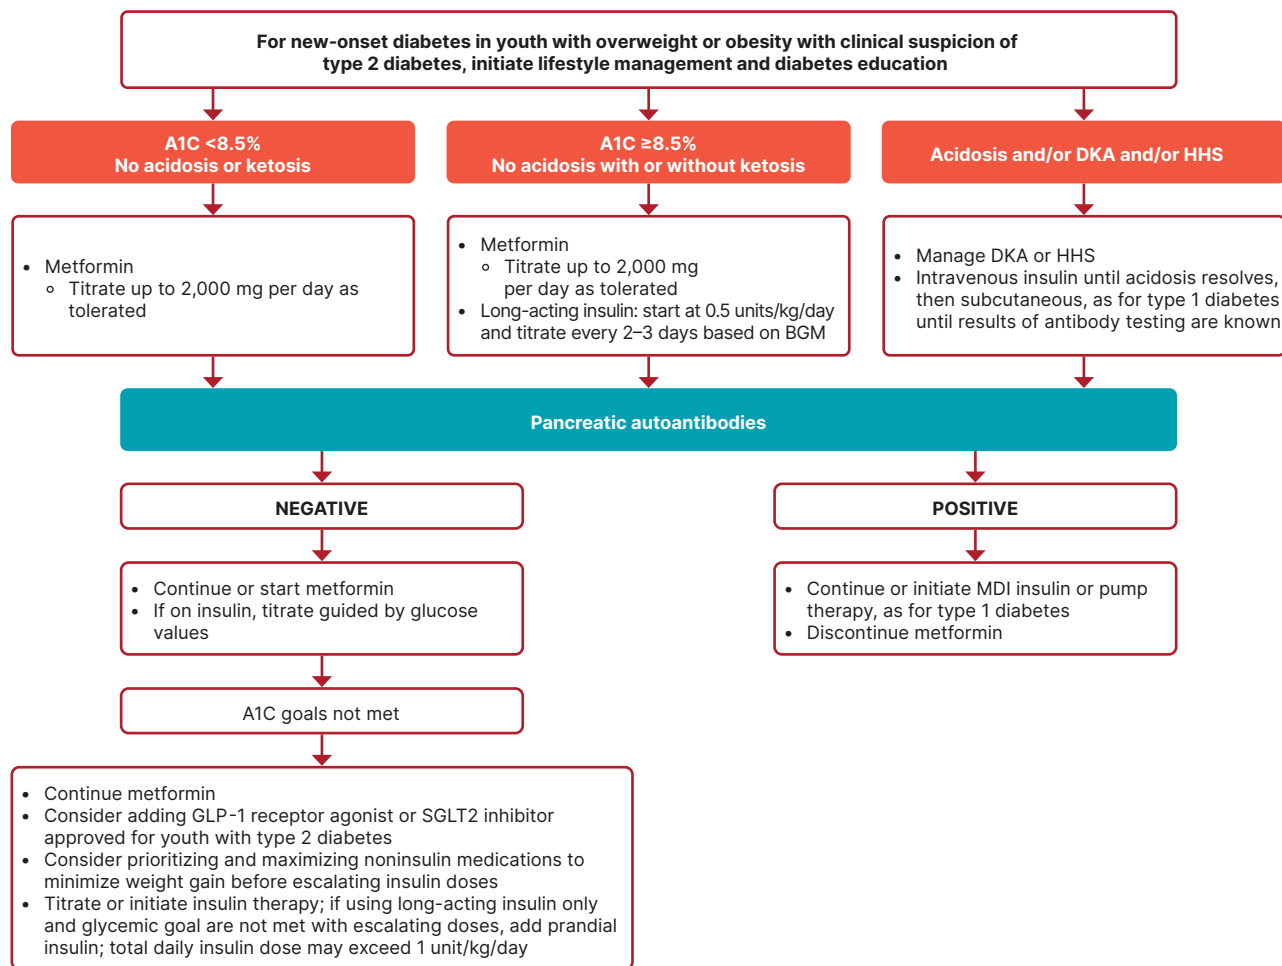 For new-onset diabetes in youth with overweight or obesity with clinical suspicion of
type 2 diabetes, initiate lifestyle management and diabetes education
A1C <8.5%
No acidosis or ketosis
A1C ≥8.5%
No acidosis with or without ketosis
Acidosis and/or DKA and/or HHS
• Metformin
◦ Titrate up to 2,000 mg per day as
tolerated
• Metformin
◦ Titrate up to 2,000 mg
per day as tolerated
• Long-acting insulin: start at 0.5 units/kg/day
and titrate every 2–3 days based on BGM
• Manage DKA or HHS
• Intravenous insulin until acidosis resolves,
then subcutaneous, as for type 1 diabetes
until results of antibody testing are known
Pancreatic autoantibodies
NEGATIVE
POSITIVE
• Continue or start metformin
• If on insulin, titrate guided by glucose
values
• Continue or initiate MDI insulin or pump
therapy, as for type 1 diabetes
• Discontinue metformin
A1C goals not met
• Continue metformin
• Consider adding GLP-1 receptor agonist or SGLT2 inhibitor
approved for youth with type 2 diabetes
• Consider prioritizing and maximizing noninsulin medications to
minimize weight gain before escalating insulin doses
• Titrate or initiate insulin therapy; if using long-acting insulin only
and glycemic goal are not met with escalating doses, add prandial
insulin; total daily insulin dose may exceed 1 unit/kg/day